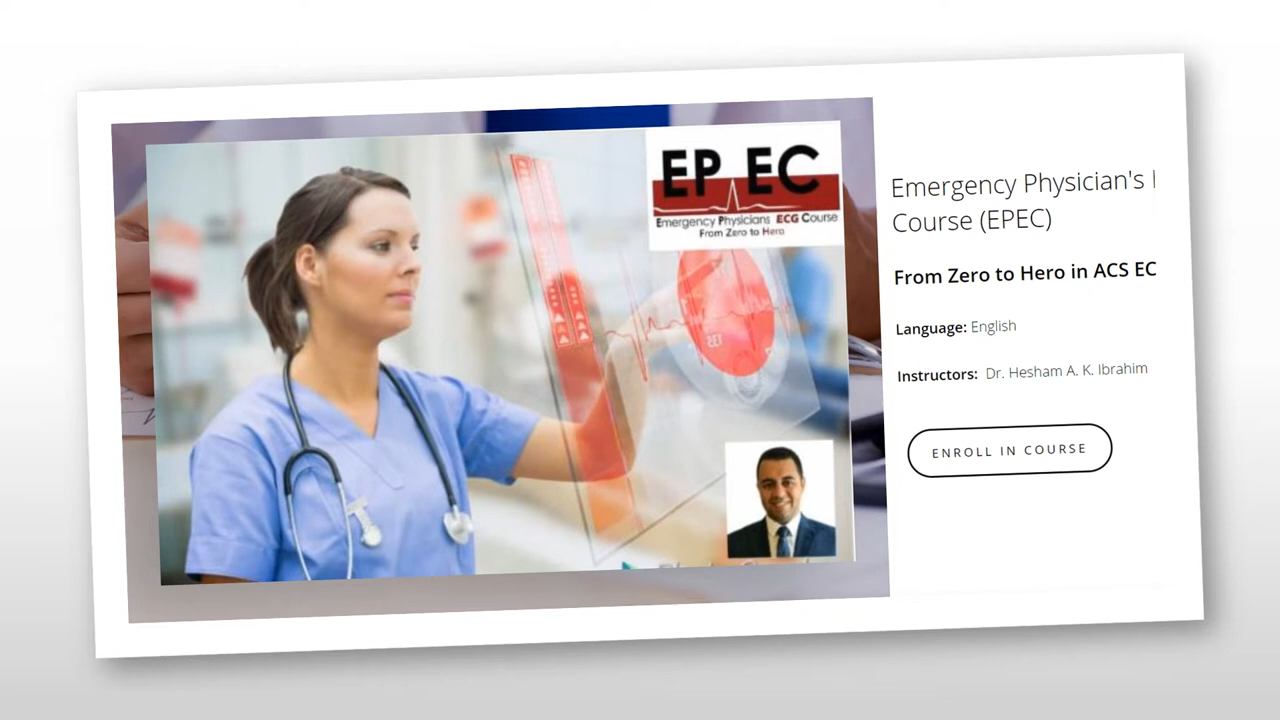 EP EC
Emergency Physicians ECG Course
From Zero to Hero
Emergency Physician's
Course (EPEC)
From Zero to Hero in ACS EC
Language: English
Instructors: Dr. Hesham A. K. Ibrahim
ENROLL IN COURSE